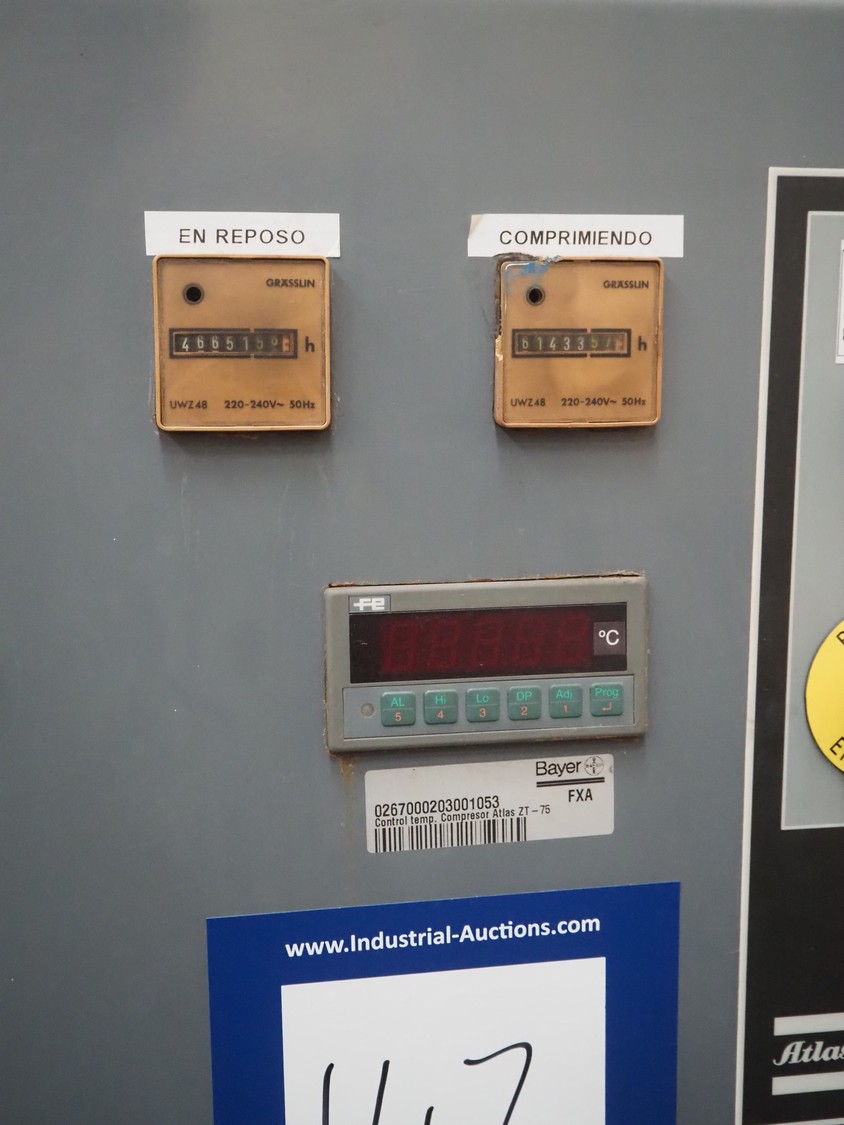 EN REPOSO
COMPRIMIENDO
GRÄSSLIN
h
UWZ48 220-240V~ 50Hz
GRÄSSLIN
h
UWZ48 220-240V~ 50Hz
fe
°C
AL Hi Lo DP Adj Prog
5 4 3 2 1
Bayer
FXA
0267000203001053
Control temp. Compresor Atlas ZT-75
www.Industrial-Auctions.com
Atlas